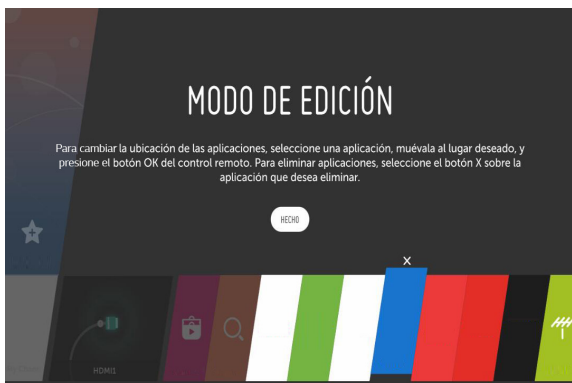 MODO DE EDICIÓN
Para cambiar la ubicación de las aplicaciones, seleccione una aplicación, muévala al lugar deseado, y
presione el botón OK del control remoto. Para eliminar aplicaciones, seleccione el botón X sobre la
aplicación que desea eliminar.
HECHO
X
HDMI1